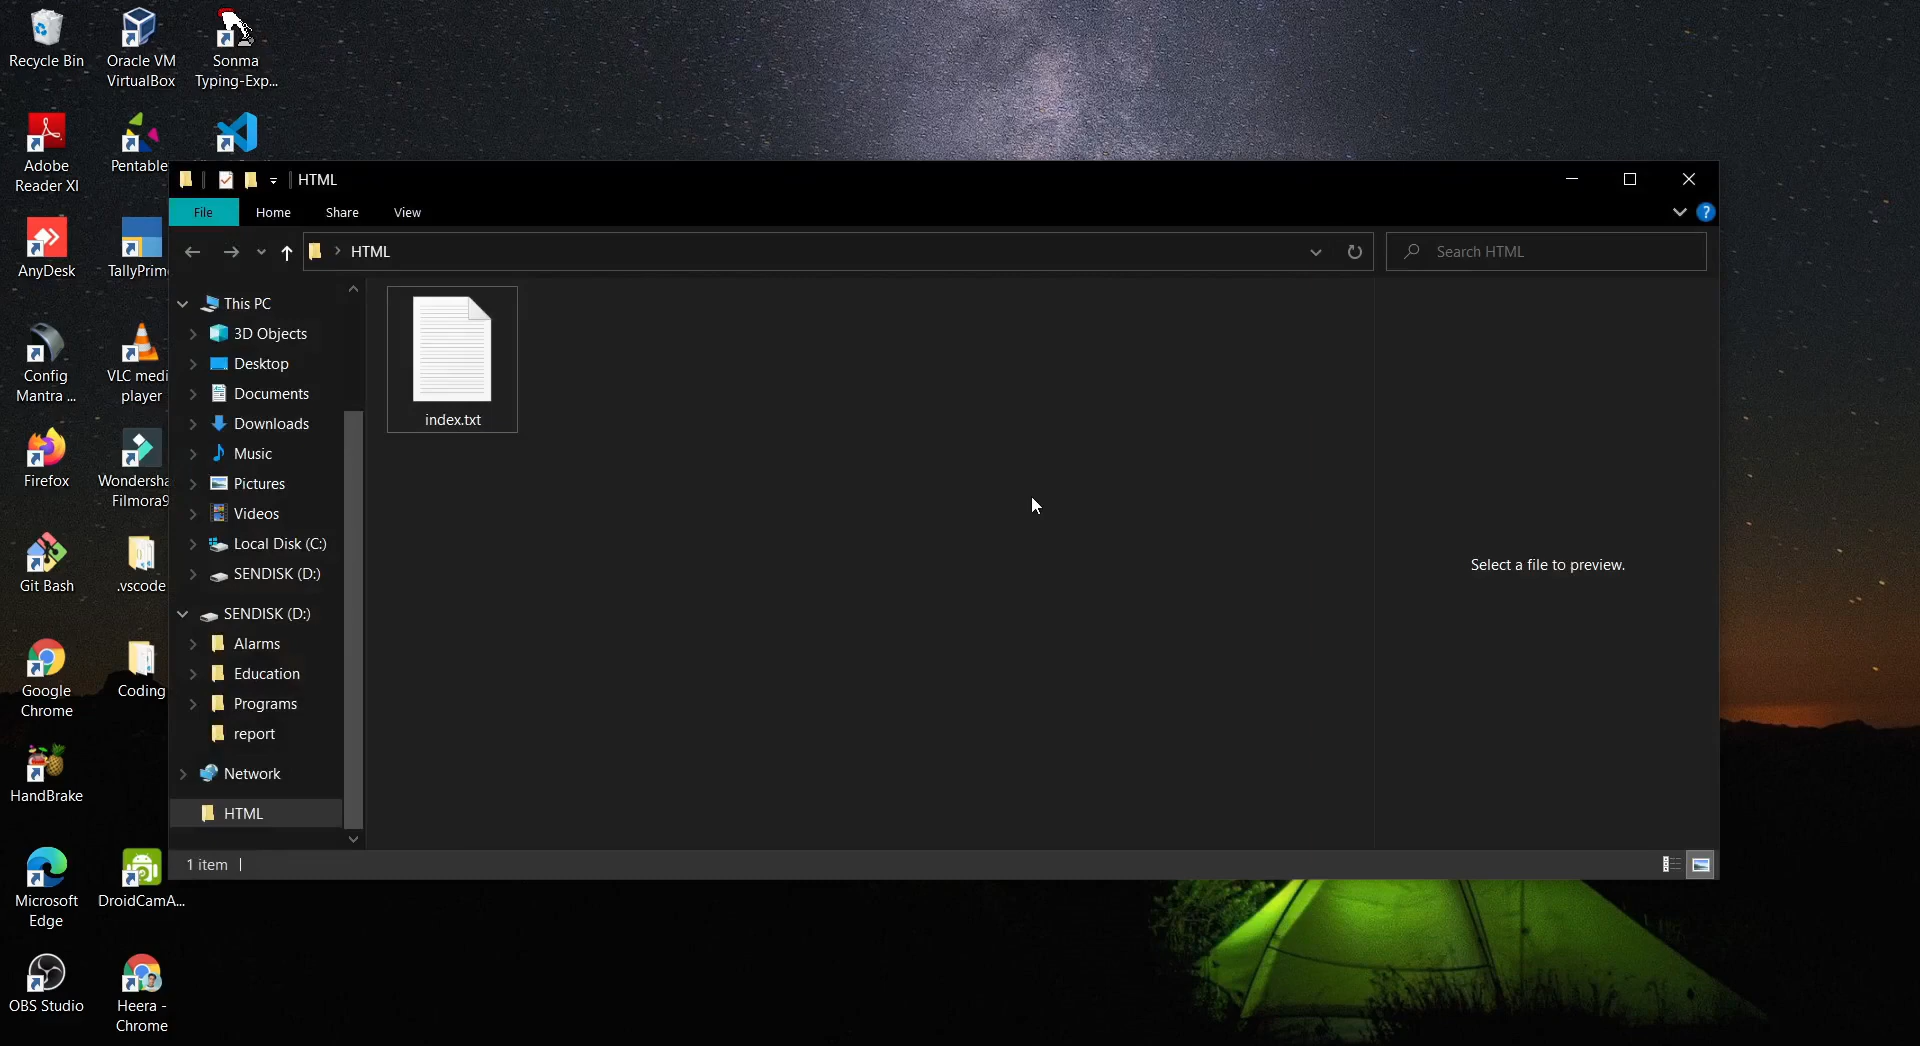 Recycle Bin
Oracle VM
VirtualBox
Sonma
Typing-Exp...
Adobe
Reader XI
Pentable
AnyDesk
TallyPrim
Config
Mantra ...
VLC medi
player
Firefox
Wondersha
Filmora9
Git Bash
.vscode
Google
Chrome
Coding
HandBrake
Microsoft
Edge
DroidCamA...
OBS Studio
Heera -
Chrome
HTML
File
Home
Share
View
?
HTML
Search HTML
This PC
3D Objects
Desktop
Documents
Downloads
Music
Pictures
Videos
Local Disk (C:)
SENDISK (D:)
SENDISK (D:)
Alarms
Education
Programs
report
Network
HTML
index.txt
Select a file to preview.
1 item